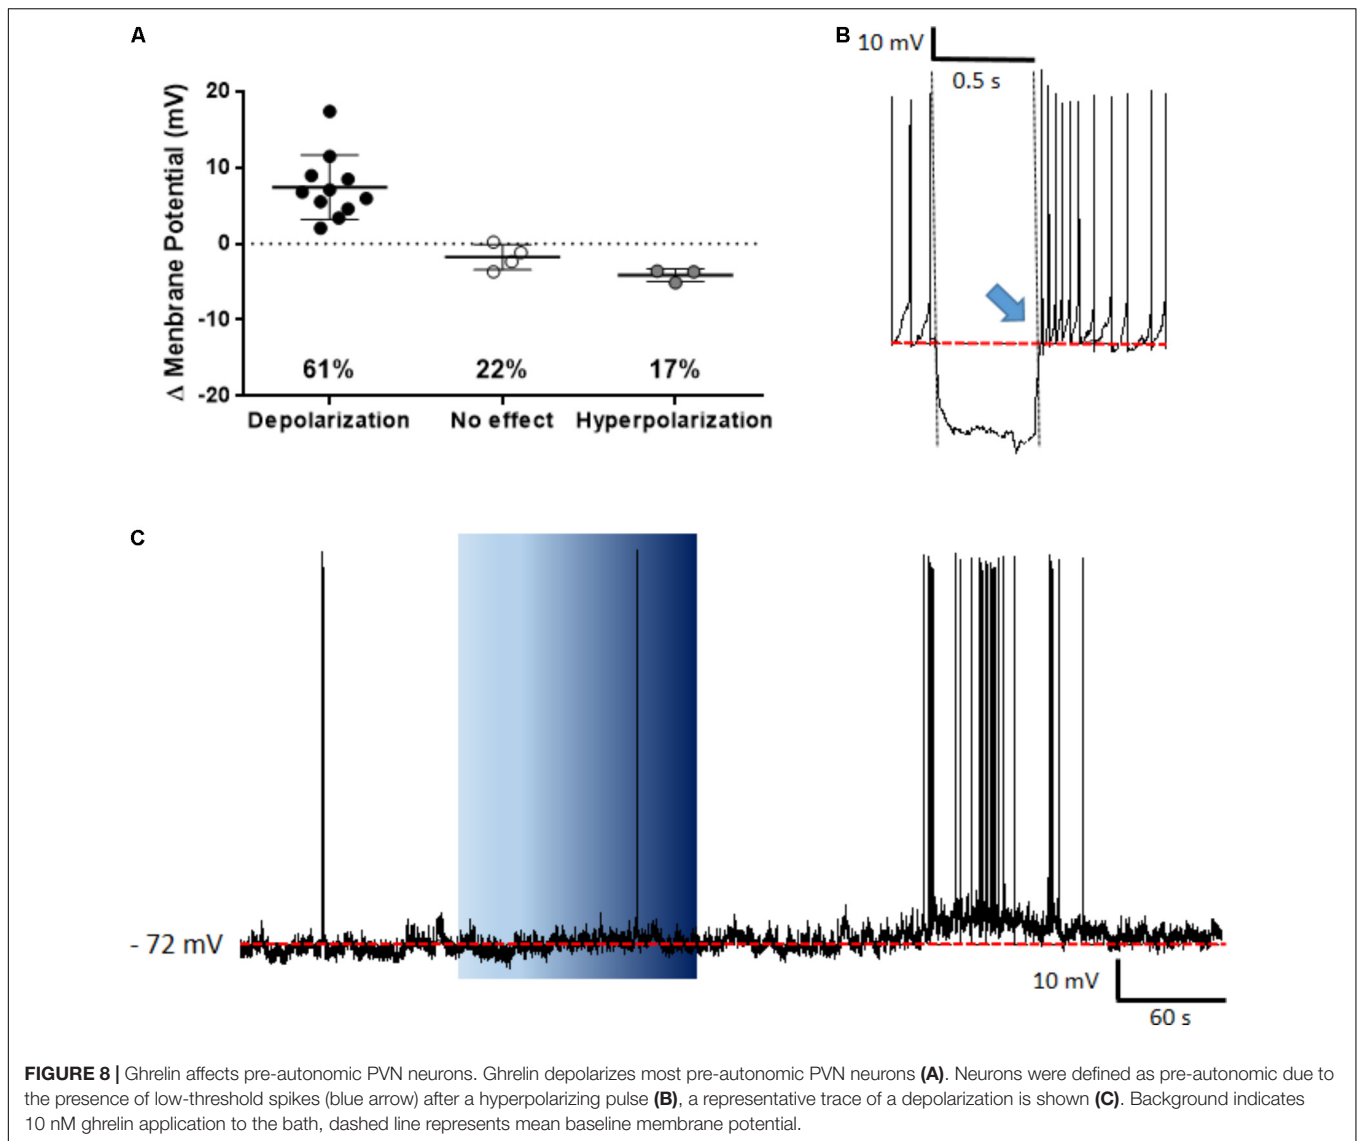 A
Δ Menbrane Potential (mV)
20
10
0
-10
-20
61%
22%
17%
Depolarization
No effect
Hyperpolarization
B
10 mV
0.5 s
C
- 72 mV
10 mV
60 s
FIGURE 8 | Ghrelin affects pre-autonomic PVN neurons. Ghrelin depolarizes most pre-autonomic PVN neurons (A). Neurons were defined as pre-autonomic due to
the presence of low-threshold spikes (blue arrow) after a hyperpolarizing pulse (B), a representative trace of a depolarization is shown (C). Background indicates
10 nM ghrelin application to the bath, dashed line represents mean baseline membrane potential.